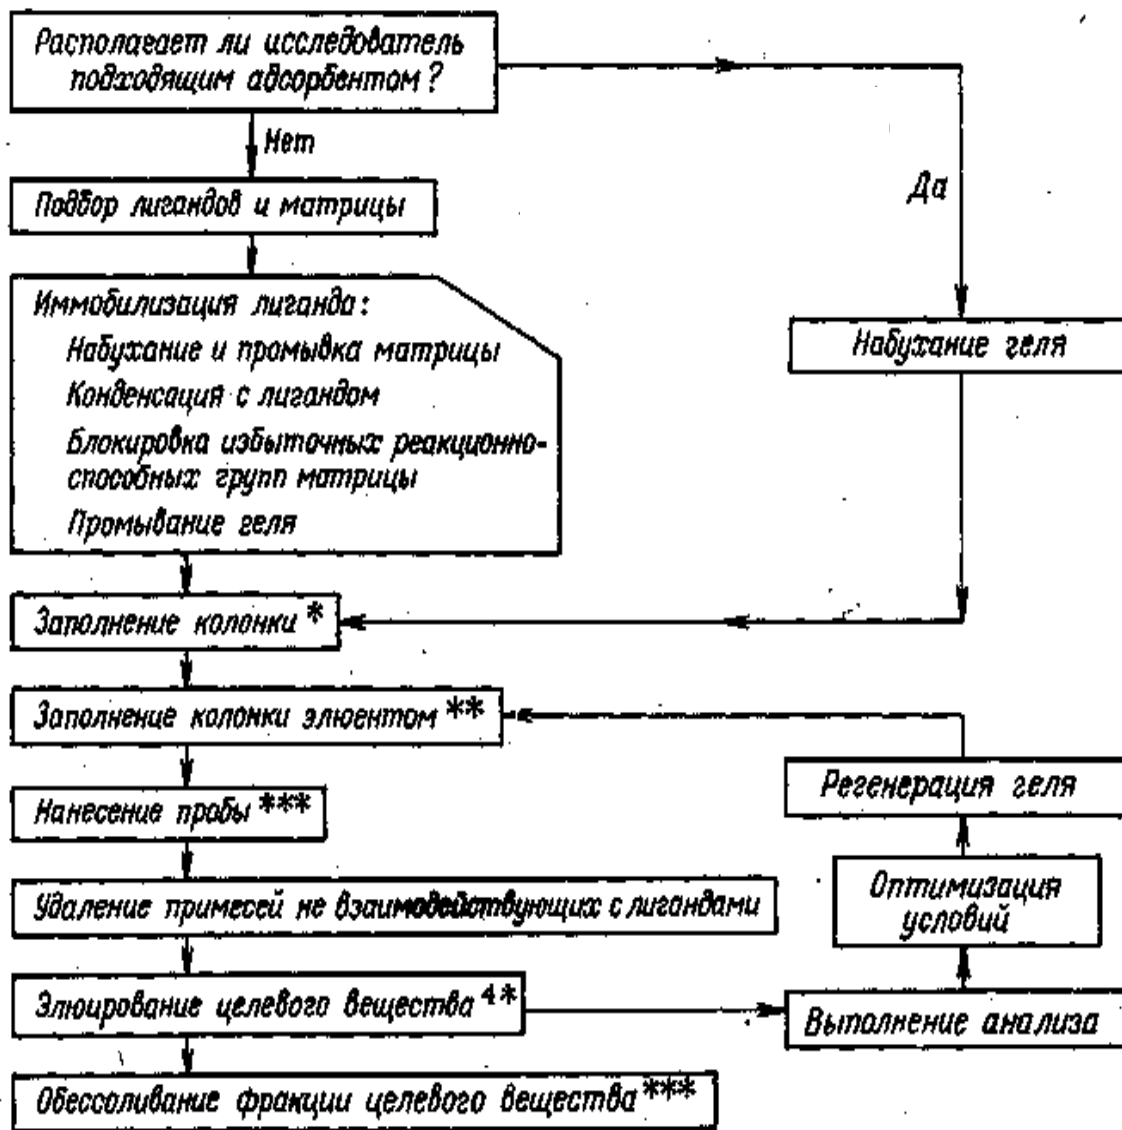 Располагает ли исследователь
подходящим адсорбентом?
Нет
Да
Подбор лигандов и матрицы
Иммобилизация лиганда:
Набухание и промывка матрицы
Конденсация с лигандом
Блокировка избыточных реакционно-
способных групп матрицы
Промывание геля
Набухание геля
Заполнение колонки *
Заполнение колонки элюентом **
Нанесение пробы ***
Удаление примесей не взаимодействующих с лигандами
Элюирование целевого вещества 4*
Обессоливание фракции целевого вещества ***
Регенерация геля
Оптимизация
условий
Выполнение анализа